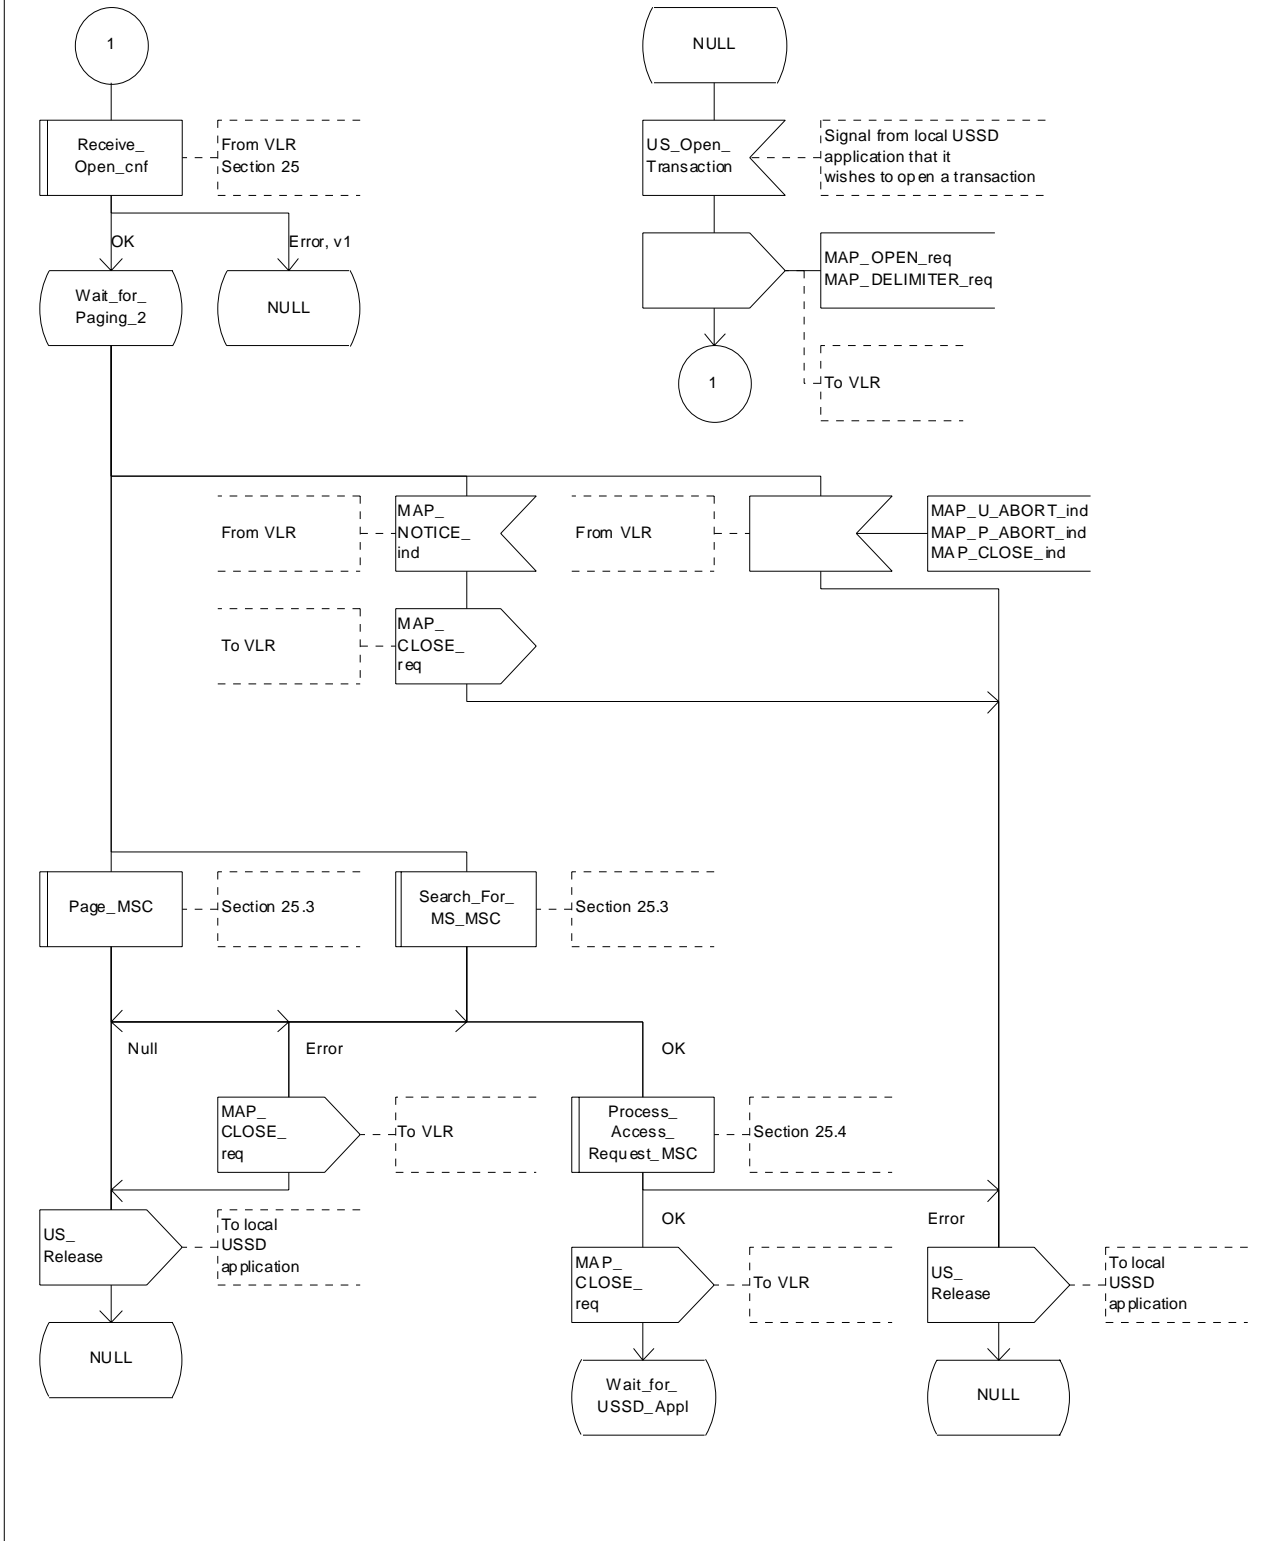 1
NULL
Receive_
Open_cnf
From VLR
Section 25
US_Open_
Transaction
Signal from local USSD
application that it
wishes to open a transaction
OK
Error, v1
MAP_OPEN_req
MAP_DELIMITER_req
Wait_for_
Paging_2
NULL
1
To VLR
From VLR
MAP_
NOTICE_
ind
From VLR
MAP_U_ABORT_ind
MAP_P_ABORT_ind
MAP_CLOSE_ind
To VLR
MAP_
CLOSE_
req
Page_MSC
Section 25.3
Search_For_
MS_MSC
Section 25.3
Null
Error
OK
MAP_
CLOSE_
req
To VLR
Process_
Access_
Request_MSC
Section 25.4
US_
Release
To local
USSD
application
OK
Error
MAP_
CLOSE_
req
To VLR
US_
Release
To local
USSD
application
NULL
Wait_for_
USSD_Appl
NULL